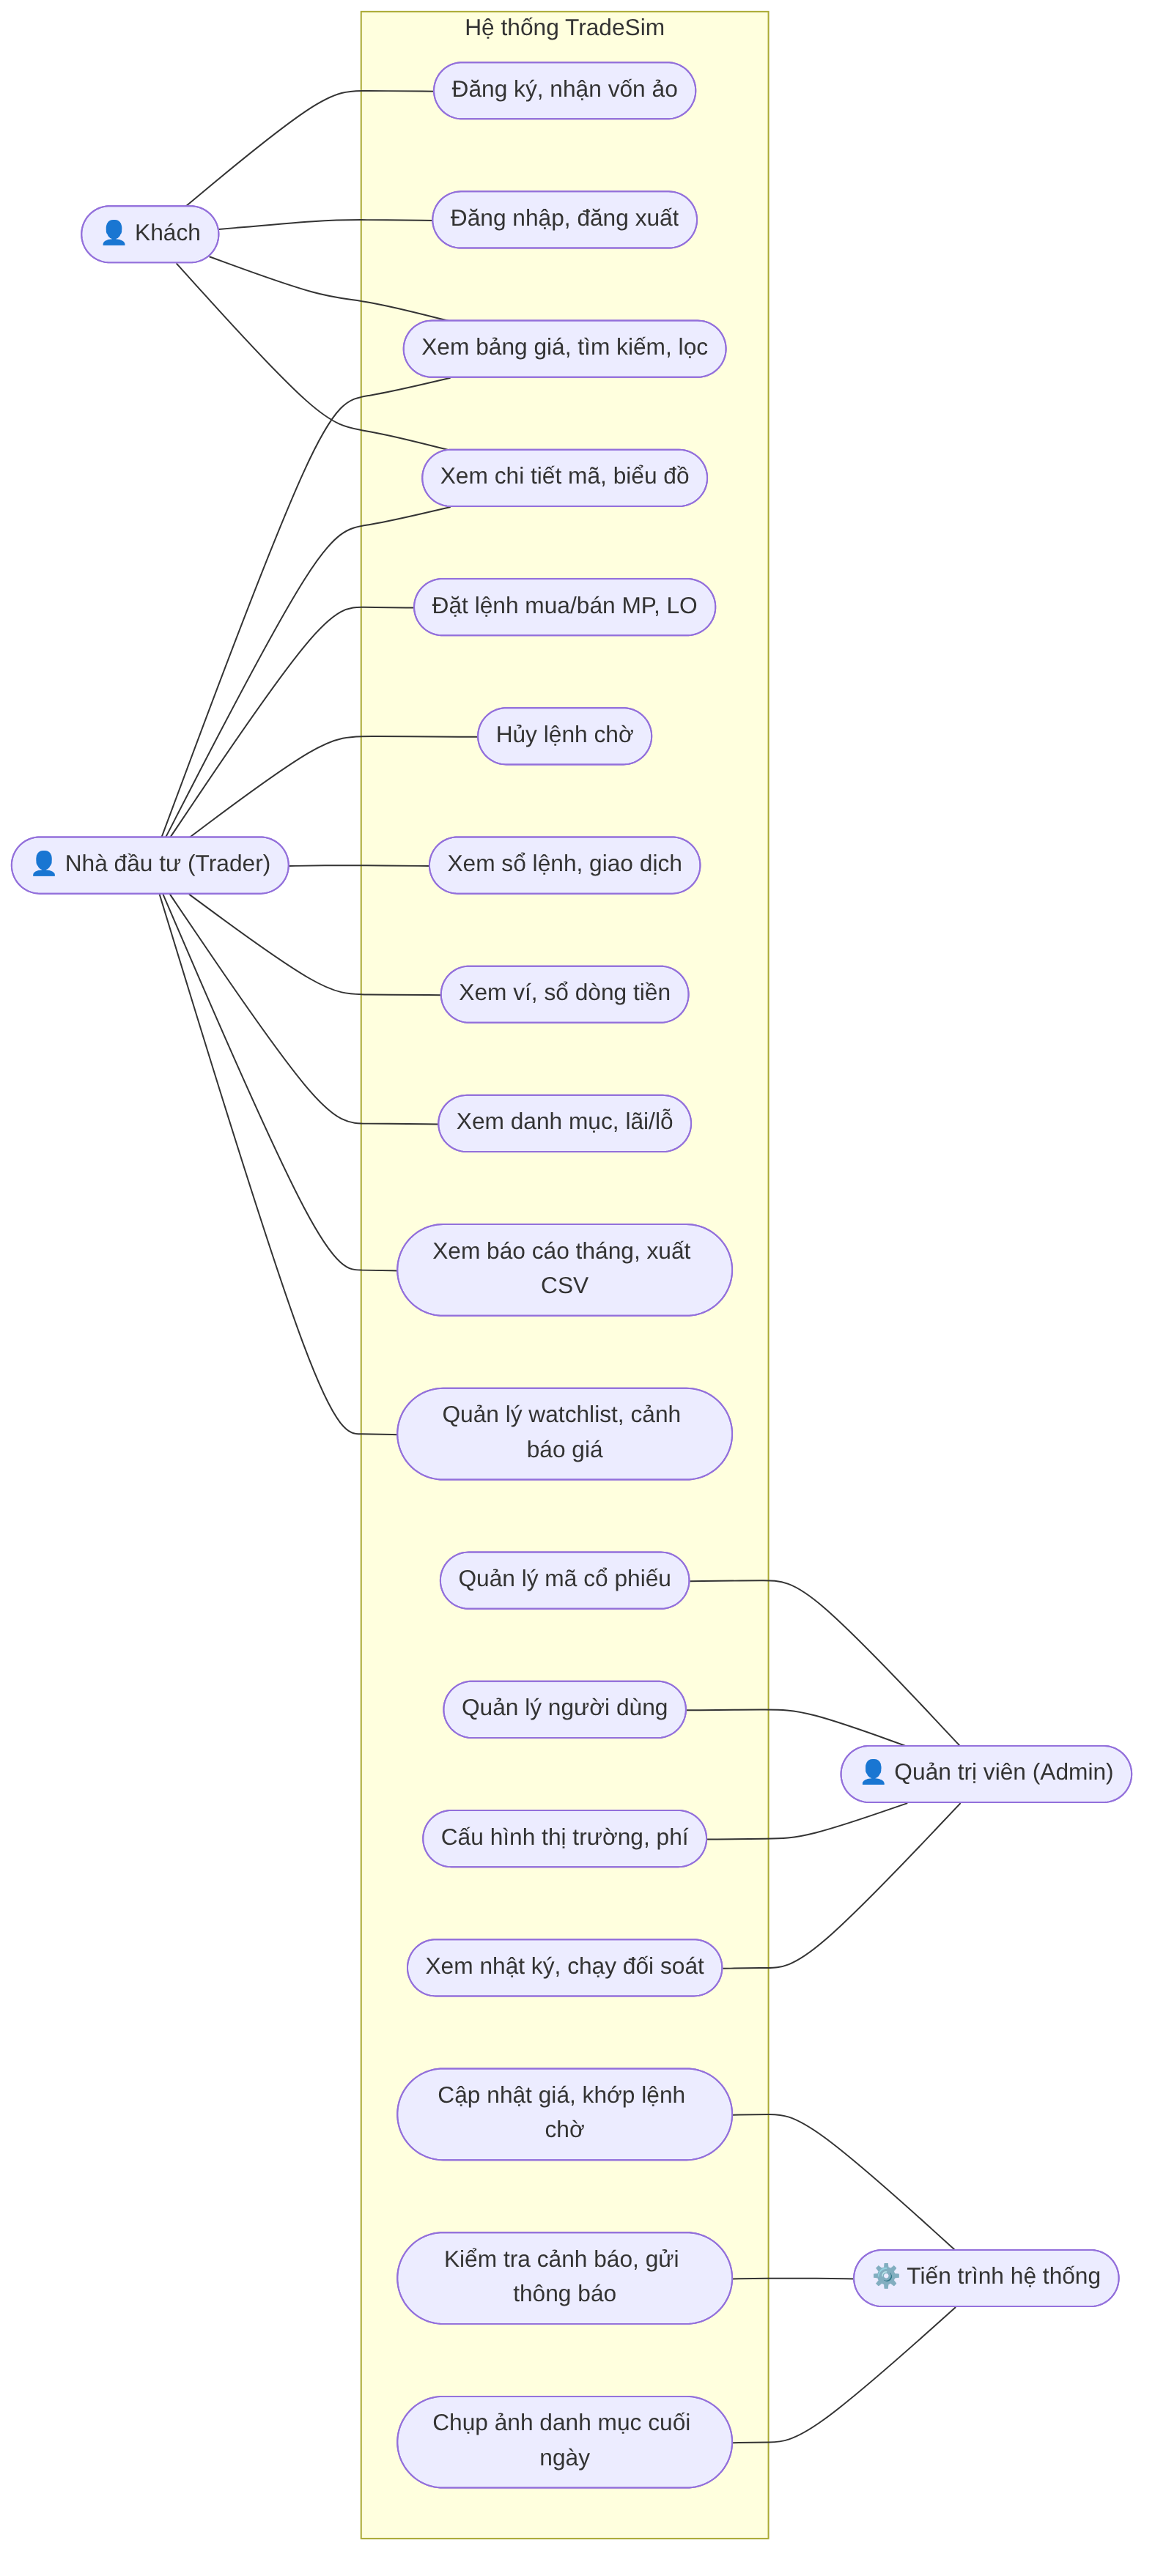 Hệ thống TradeSim
Đăng ký, nhận vốn ảo
Đăng nhập, đăng xuất
👤 Khách
Xem bảng giá, tìm kiếm, lọc
Xem chi tiết mã, biểu đồ
Đặt lệnh mua/bán MP, LO
Hủy lệnh chờ
👤 Nhà đầu tư (Trader)
Xem sổ lệnh, giao dịch
Xem ví, sổ dòng tiền
Xem danh mục, lãi/lỗ
Xem báo cáo tháng, xuất
CSV
Quản lý watchlist, cảnh
báo giá
Quản lý mã cổ phiếu
Quản lý người dùng
👤 Quản trị viên (Admin)
Cấu hình thị trường, phí
Xem nhật ký, chạy đối soát
Cập nhật giá, khớp lệnh
chờ
Kiểm tra cảnh báo, gửi
thông báo
⚙️ Tiến trình hệ thống
Chụp ảnh danh mục cuối
ngày